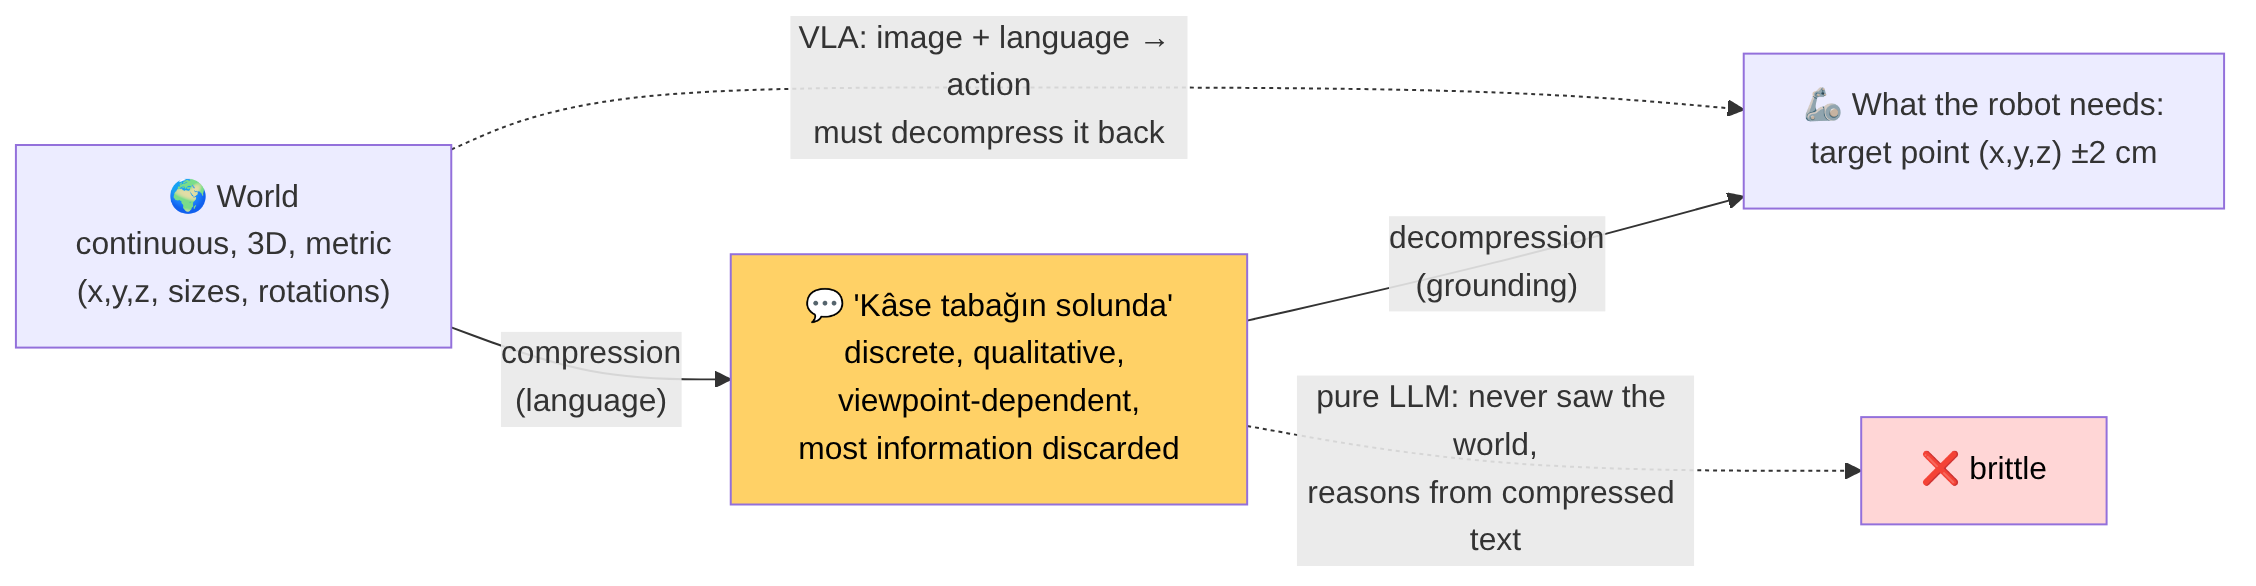 VLA: image + language →
action
must decompress it back
🦾 What the robot needs:
target point (x,y,z) ±2 cm
🌍 World
continuous, 3D, metric
(x,y,z, sizes, rotations)
decompression
(grounding)
💬 'Kâse tabağın solunda'
discrete, qualitative,
viewpoint-dependent,
most information discarded
compression
(language)
pure LLM: never saw the
world,
reasons from compressed
text
❌ brittle